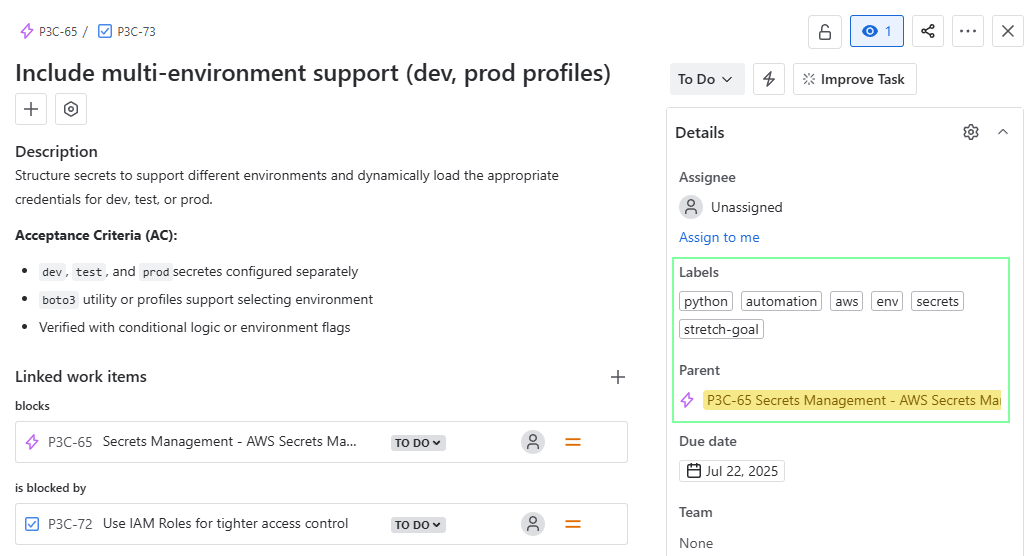 P3C-65 / P3C-73
1
Include multi-environment support (dev, prod profiles)
To Do
Improve Task
Description
Structure secrets to support different environments and dynamically load the appropriate
credentials for dev, test, or prod.
Acceptance Criteria (AC):
• dev, test, and prod secretes configured separately
• boto3 utility or profiles support selecting environment
• Verified with conditional logic or environment flags
Linked work items
blocks
P3C-65 Secrets Management - AWS Secrets Ma... TO DO
is blocked by
P3C-72 Use IAM Roles for tighter access control TO DO
Details
Assignee
Unassigned
Assign to me
Labels
python automation aws env secrets
stretch-goal
Parent
P3C-65 Secrets Management - AWS Secrets Ma
Due date
Jul 22, 2025
Team
None